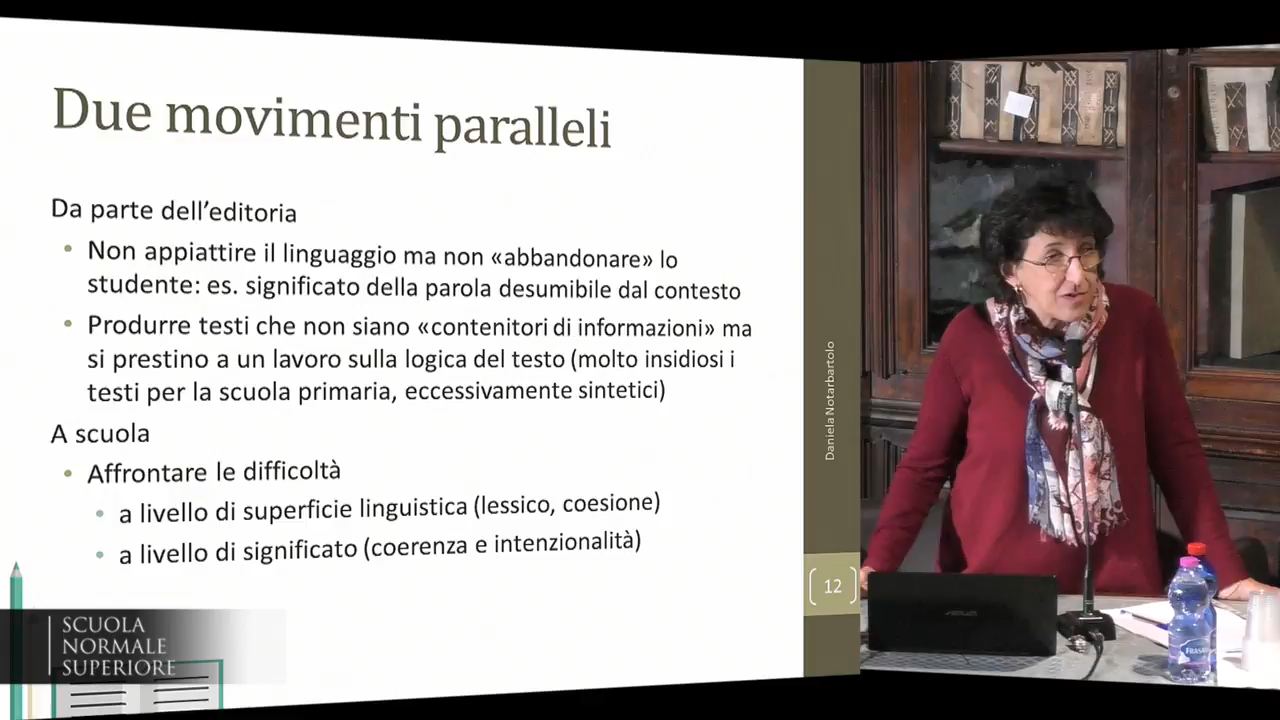 Due movimenti paralleli
Da parte dell’editoria
• Non appiattire il linguaggio ma non «abbandonare» lo
studente: es. significato della parola desumibile dal contesto
• Produrre testi che non siano «contenitori di informazioni» ma
si prestino a un lavoro sulla logica del testo (molto insidiosi i
testi per la scuola primaria, eccessivamente sintetici)
A scuola
• Affrontare le difficoltà
• a livello di superficie linguistica (lessico, coesione)
• a livello di significato (coerenza e intenzionalità)
Daniela Notarbartolo
12
SCUOLA
NORMALE
SUPERIORE
ASUS